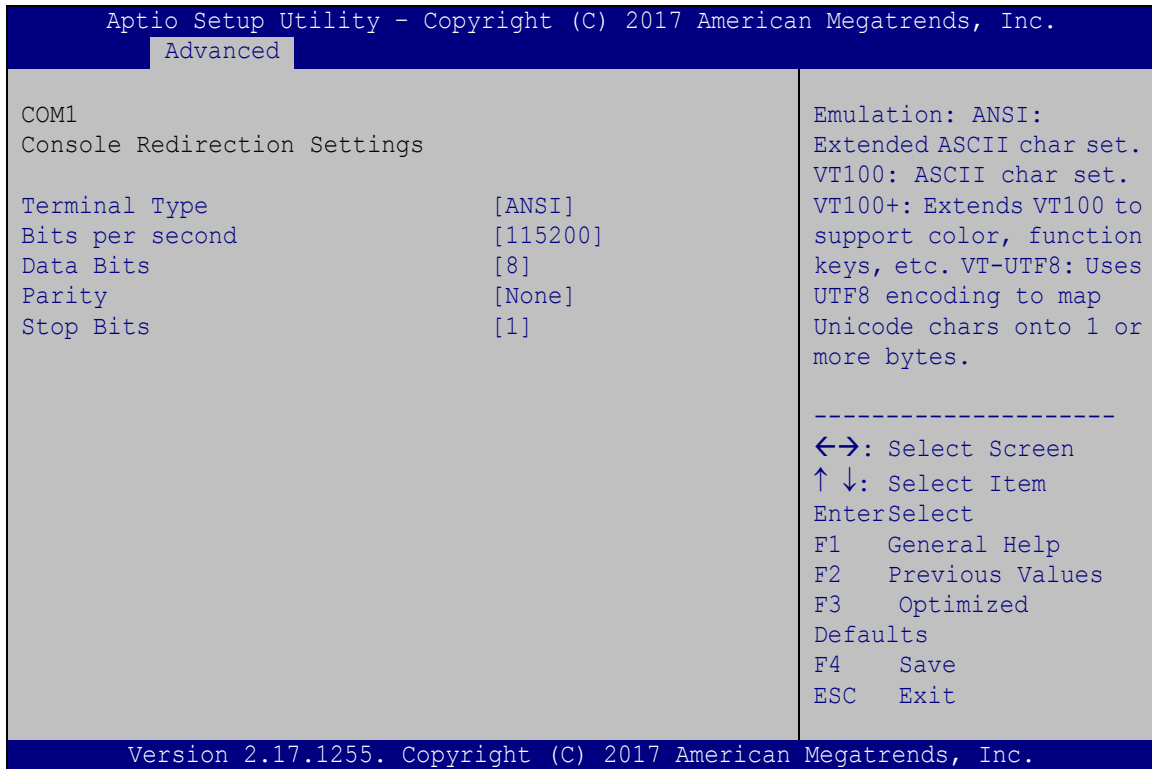 Aptio Setup Utility – Copyright (C) 2017 American Megatrends, Inc.
Advanced
COM1
Console Redirection Settings
Terminal Type [ANSI]
Bits per second [115200]
Data Bits [8]
Parity [None]
Stop Bits [1]
Emulation: ANSI:
Extended ASCII char set.
VT100: ASCII char set.
VT100+: Extends VT100 to
support color, function
keys, etc. VT-UTF8: Uses
UTF8 encoding to map
Unicode chars onto 1 or
more bytes.
---------------------
←→: Select Screen
↑ ↓: Select Item
EnterSelect
F1 General Help
F2 Previous Values
F3 Optimized
Defaults
F4 Save
ESC Exit
Version 2.17.1255. Copyright (C) 2017 American Megatrends, Inc.